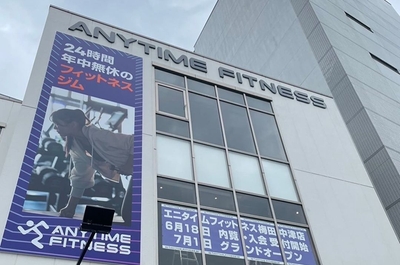 ANYTIME FITNESS
24時間
年中無休の
フィットネス
ジム
ANYTIME
FITNESS
エニタイムフィットネス柳田中津店
6月18日 内覧入会受付開始
7月1日 グランドオープン